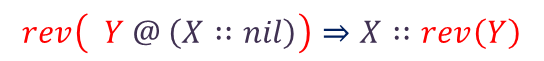 rev( Y @ (X :: nil)) ⇒ X :: rev(Y)